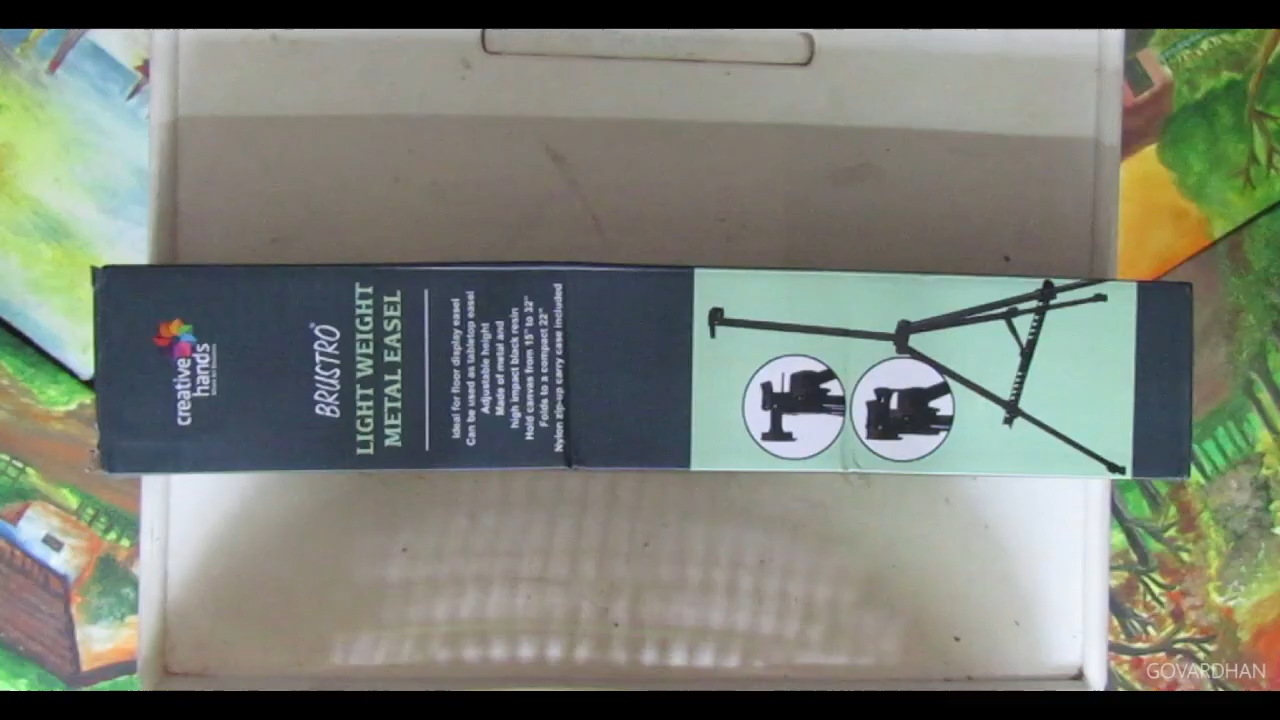 creative
hands
BRUSTRO
LIGHT WEIGHT
METAL EASEL
Ideal for floor display easel
Can be used as tabletop easel
Adjustable height
Made of metal and
high impact black resin
Hold canvas from 15" to 32"
Folds to a compact 22"
Nylon zip-up carry case included
GOVARDHAN